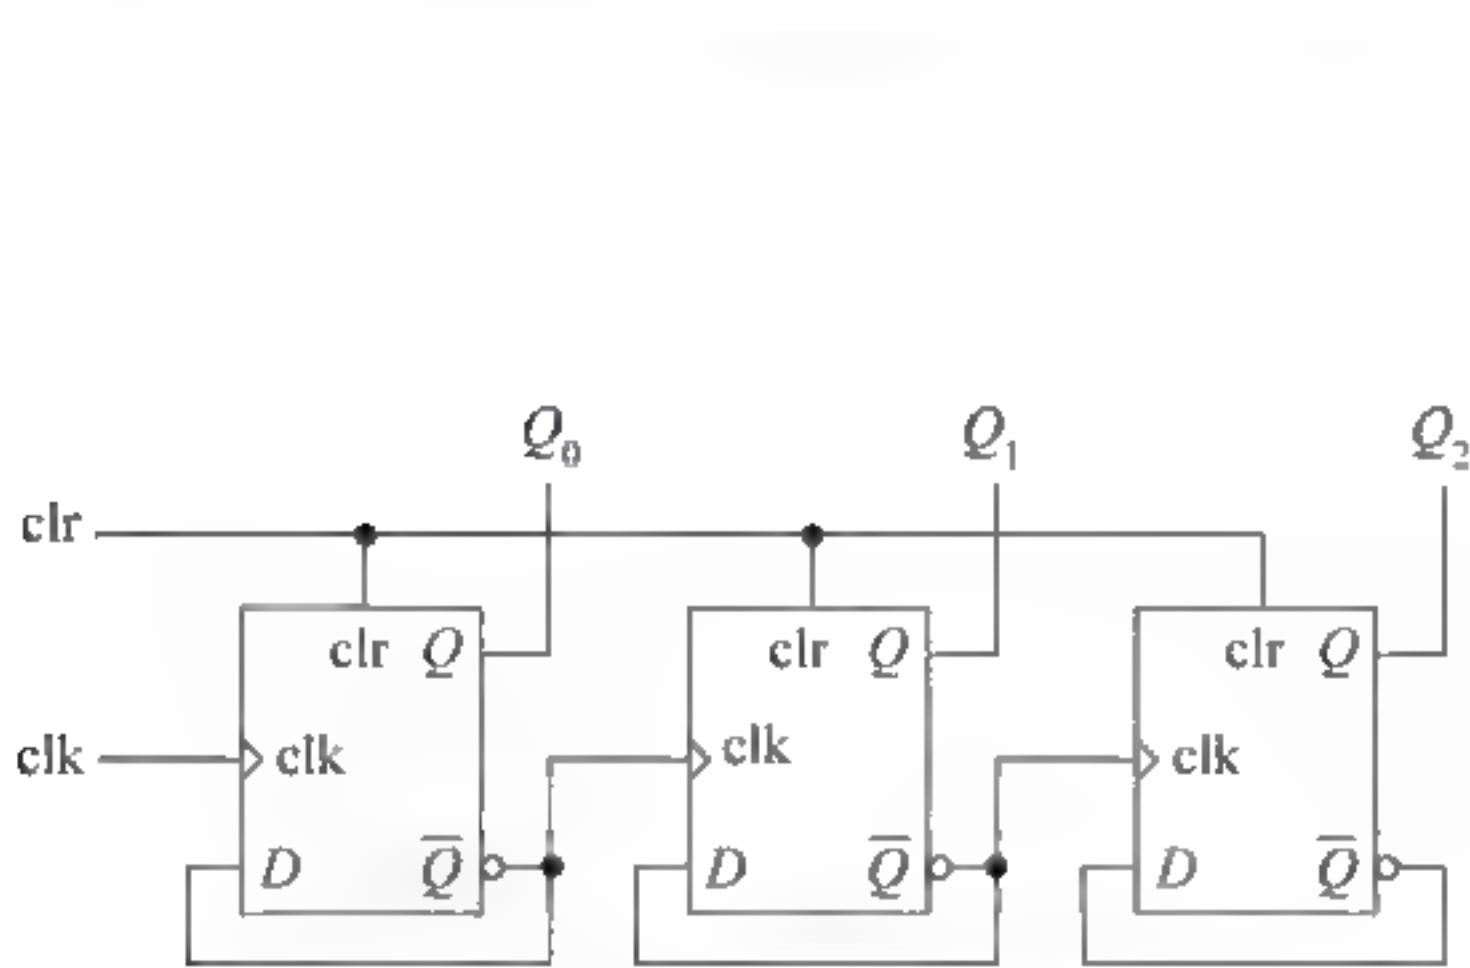 Q₀ Q₁ Q₂
clr
clr Q clr Q clr Q
clk clk clk clk
D Q̅ D Q̅ D Q̅